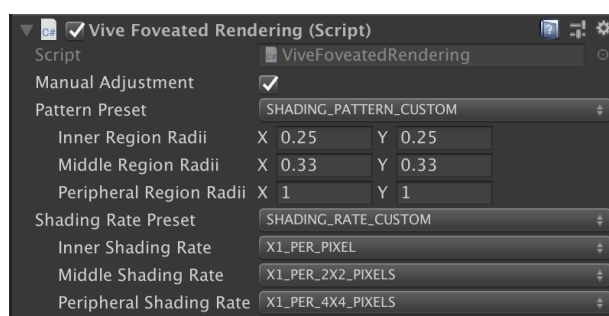 C# Vive Foveated Rendering (Script)
Script ViveFoveatedRendering
Manual Adjustment
Pattern Preset SHADING_PATTERN_CUSTOM
Inner Region Radii X 0.25 Y 0.25
Middle Region Radii X 0.33 Y 0.33
Peripheral Region Radii X 1 Y 1
Shading Rate Preset SHADING_RATE_CUSTOM
Inner Shading Rate X1_PER_PIXEL
Middle Shading Rate X1_PER_2X2_PIXELS
Peripheral Shading Rate X1_PER_4X4_PIXELS